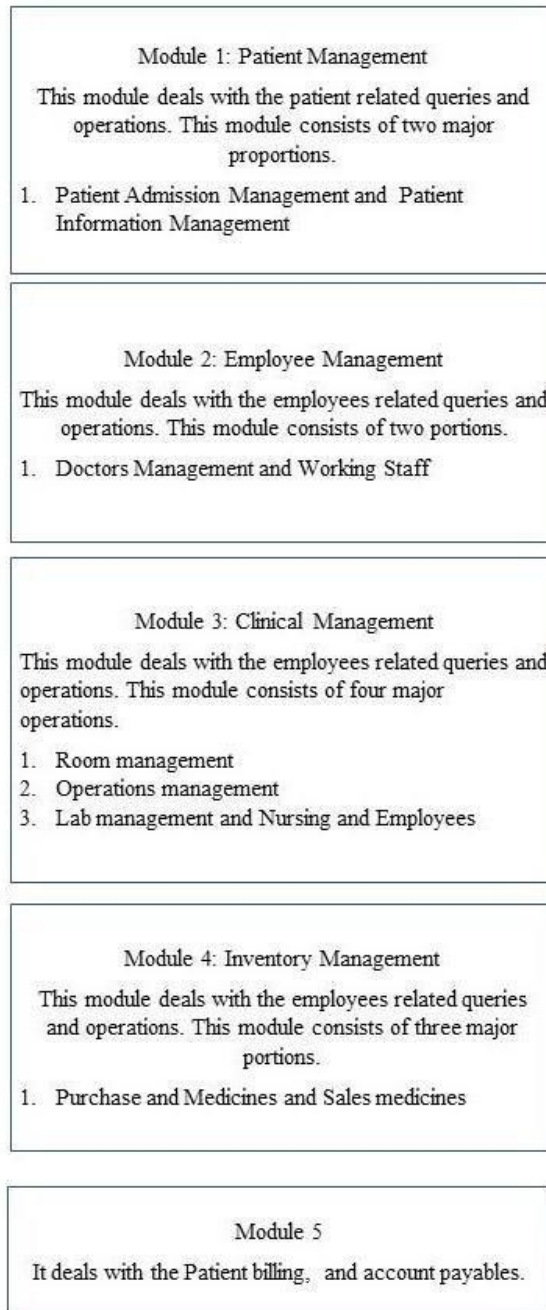 Module 1: Patient Management
This module deals with the patient related queries and
operations. This module consists of two major
proportions.
1. Patient Admission Management and Patient
Information Management
Module 2: Employee Management
This module deals with the employees related queries and
operations. This module consists of two portions.
1. Doctors Management and Working Staff
Module 3: Clinical Management
This module deals with the employees related queries and
operations. This module consists of four major
operations.
1. Room management
2. Operations management
3. Lab management and Nursing and Employees
Module 4: Inventory Management
This module deals with the employees related queries
and operations. This module consists of three major
portions.
1. Purchase and Medicines and Sales medicines
Module 5
It deals with the Patient billing, and account payables.